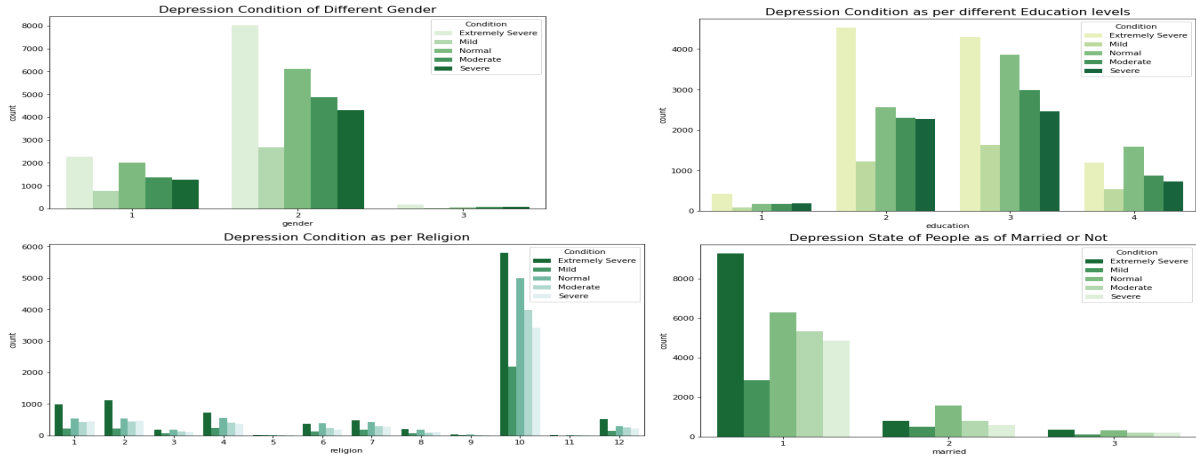 Depression Condition of Different Gender
Condition
Extremely Severe
Mild
Normal
Moderate
Severe
8000
7000
6000
5000
4000
3000
2000
1000
0
count
1
2
3
gender
Depression Condition as per different Education levels
Condition
Extremely Severe
Mild
Normal
Moderate
Severe
4000
3000
2000
1000
0
count
1
2
3
4
education
Depression Condition as per Religion
Condition
Extremely Severe
Mild
Normal
Moderate
Severe
6000
5000
4000
3000
2000
1000
0
count
1
2
3
4
5
6
7
8
9
10
11
12
religion
Depression State of People as of Married or Not
Condition
Extremely Severe
Mild
Normal
Moderate
Severe
8000
6000
4000
2000
0
count
1
2
3
married